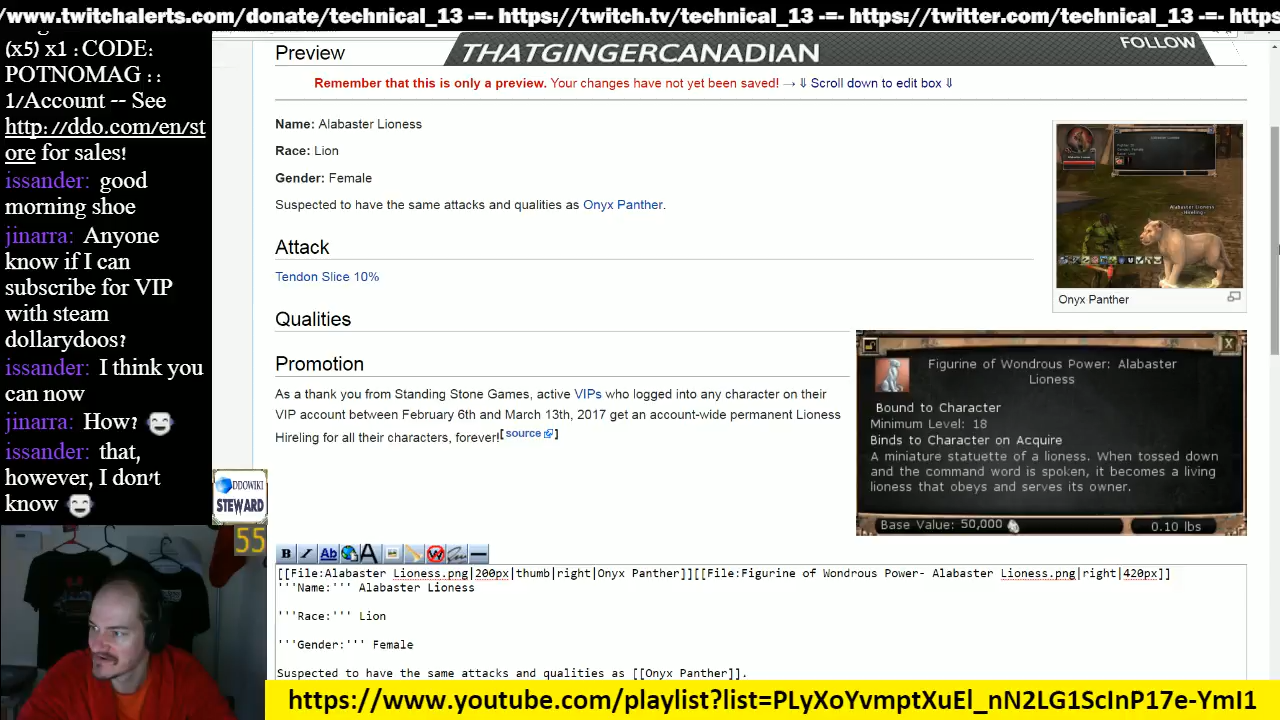 /www.twitchalerts.com/donate/technical_13 -=- https://twitch.tv/technical_13 -=- https://twitter.com/technical_13 -=- https
(x5) x1 :CODE:
POTNOMAG ::
1/Account -- See
http://ddo.com/en/st
ore for sales!
issander: good
morning shoe
jinarra: Anyone
know if I can
subscribe for VIP
with steam
dollarydoos?
issander: I think you
can now
jinarra: How?
issander: that,
however, I don't
know
DDOWIKI
STEWARD
55
THATGINGERCANADIAN
FOLLOW
Preview
Remember that this is only a preview. Your changes have not yet been saved! → ⇓ Scroll down to edit box ⇓
Name: Alabaster Lioness
Race: Lion
Gender: Female
Suspected to have the same attacks and qualities as Onyx Panther.
Alabaster Lioness
Hireling
Onyx Panther
Attack
Tendon Slice 10%
Qualities
Promotion
As a thank you from Standing Stone Games, active VIPs who logged into any character on their
VIP account between February 6th and March 13th, 2017 get an account-wide permanent Lioness
Hireling for all their characters, forever![source]
Figurine of Wondrous Power: Alabaster
Lioness
Bound to Character
Minimum Level: 18
Binds to Character on Acquire
A miniature statuette of a lioness. When tossed down
and the command word is spoken, it becomes a living
lioness that obeys and serves its owner.
Base Value: 50,000
0.10 lbs
B I Ab A W
[[File:Alabaster Lioness.png|200px|thumb|right|Onyx Panther]][[File:Figurine of Wondrous Power- Alabaster Lioness.png|right|420px]]
'''Name:''' Alabaster Lioness
'''Race:''' Lion
'''Gender:''' Female
Suspected to have the same attacks and qualities as [[Onyx Panther]].
https://www.youtube.com/playlist?list=PLyXoYvmptXuEl_nN2LG1ScInP17e-YmI1